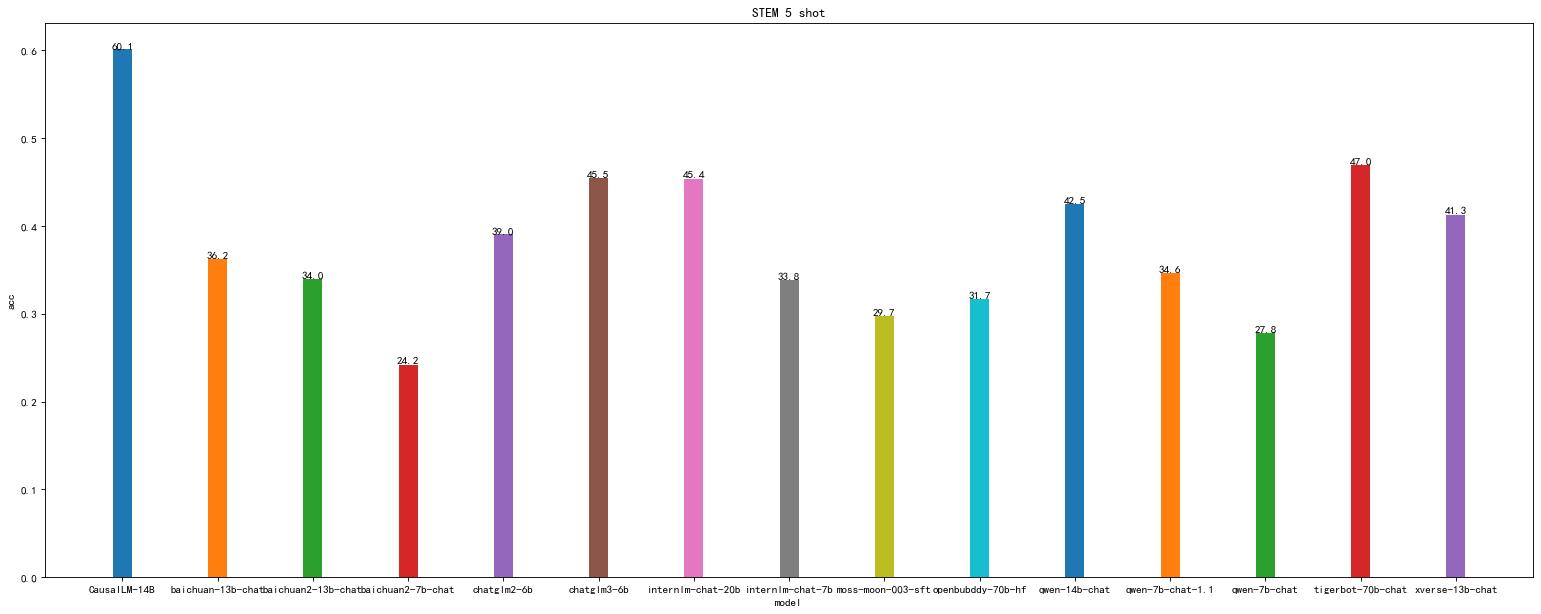 STEM 5 shot
60.1
36.2
34.0
24.2
39.0
45.5
45.4
33.8
29.7
31.7
42.5
34.6
27.8
47.0
41.3
0.6
0.5
0.4
0.3
0.2
0.1
0.0
acc
CausalLM-14B
baichuan-13b-chat
baichuan2-13b-chat
baichuan2-7b-chat
chatglm2-6b
chatglm3-6b
internlm-chat-20b
internlm-chat-7b
moss-moon-003-sft
openbubddy-70b-hf
qwen-14b-chat
qwen-7b-chat-1.1
qwen-7b-chat
tigerbot-70b-chat
xverse-13b-chat
model